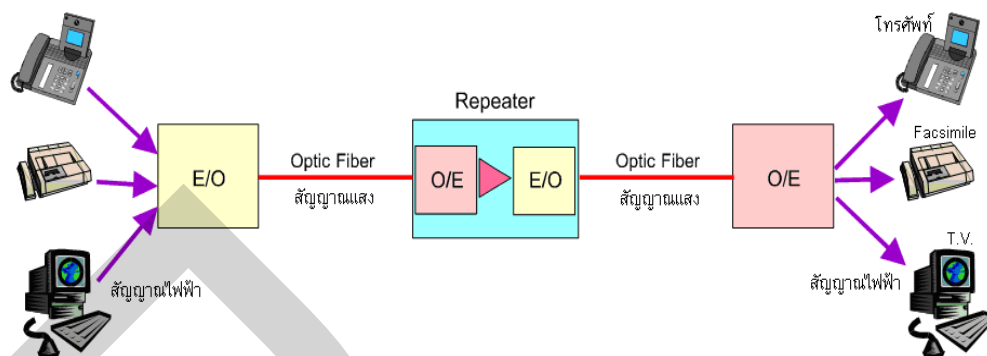 โทรศัพท์
Repeater
Facsimile
E/O
Optic Fiber
สัญญาณแสง
O/E
E/O
Optic Fiber
สัญญาณแสง
O/E
T.V.
สัญญาณไฟฟ้า
สัญญาณไฟฟ้า